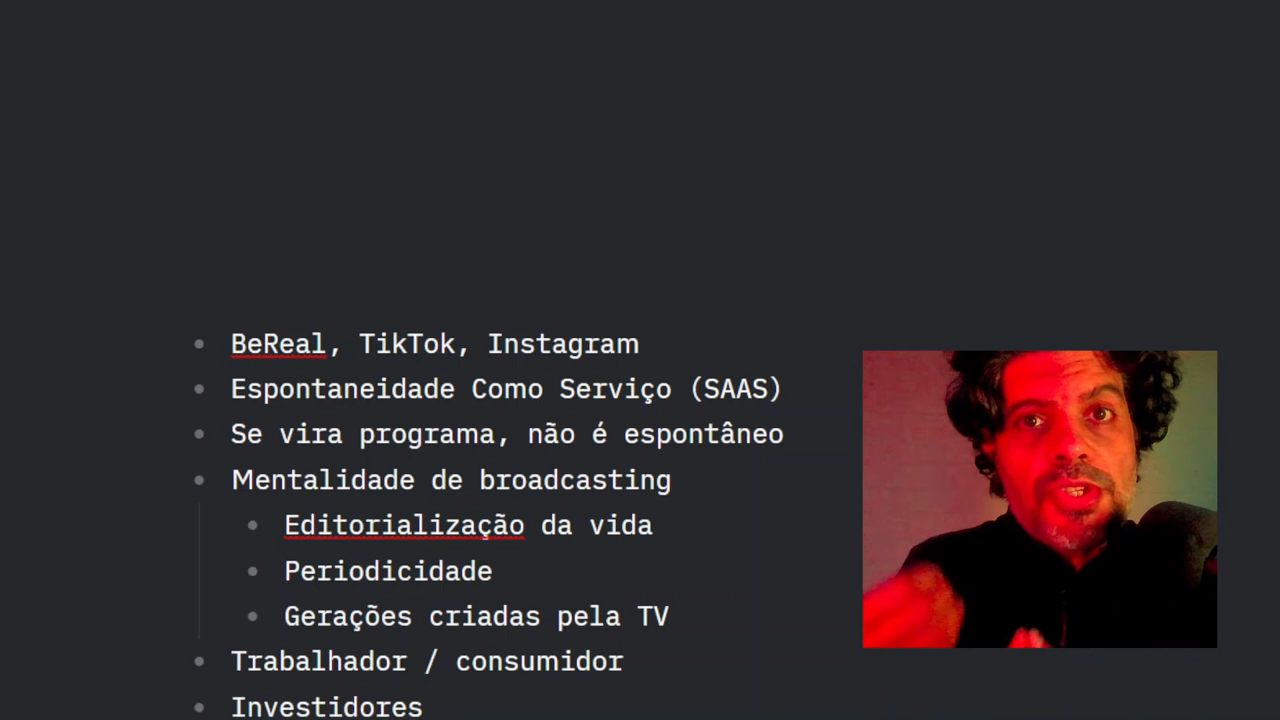 BeReal, TikTok, Instagram
Espontaneidade Como Serviço (SAAS)
Se vira programa, não é espontâneo
Mentalidade de broadcasting
Editorialização da vida
Periodicidade
Gerações criadas pela TV
Trabalhador / consumidor
Investidores